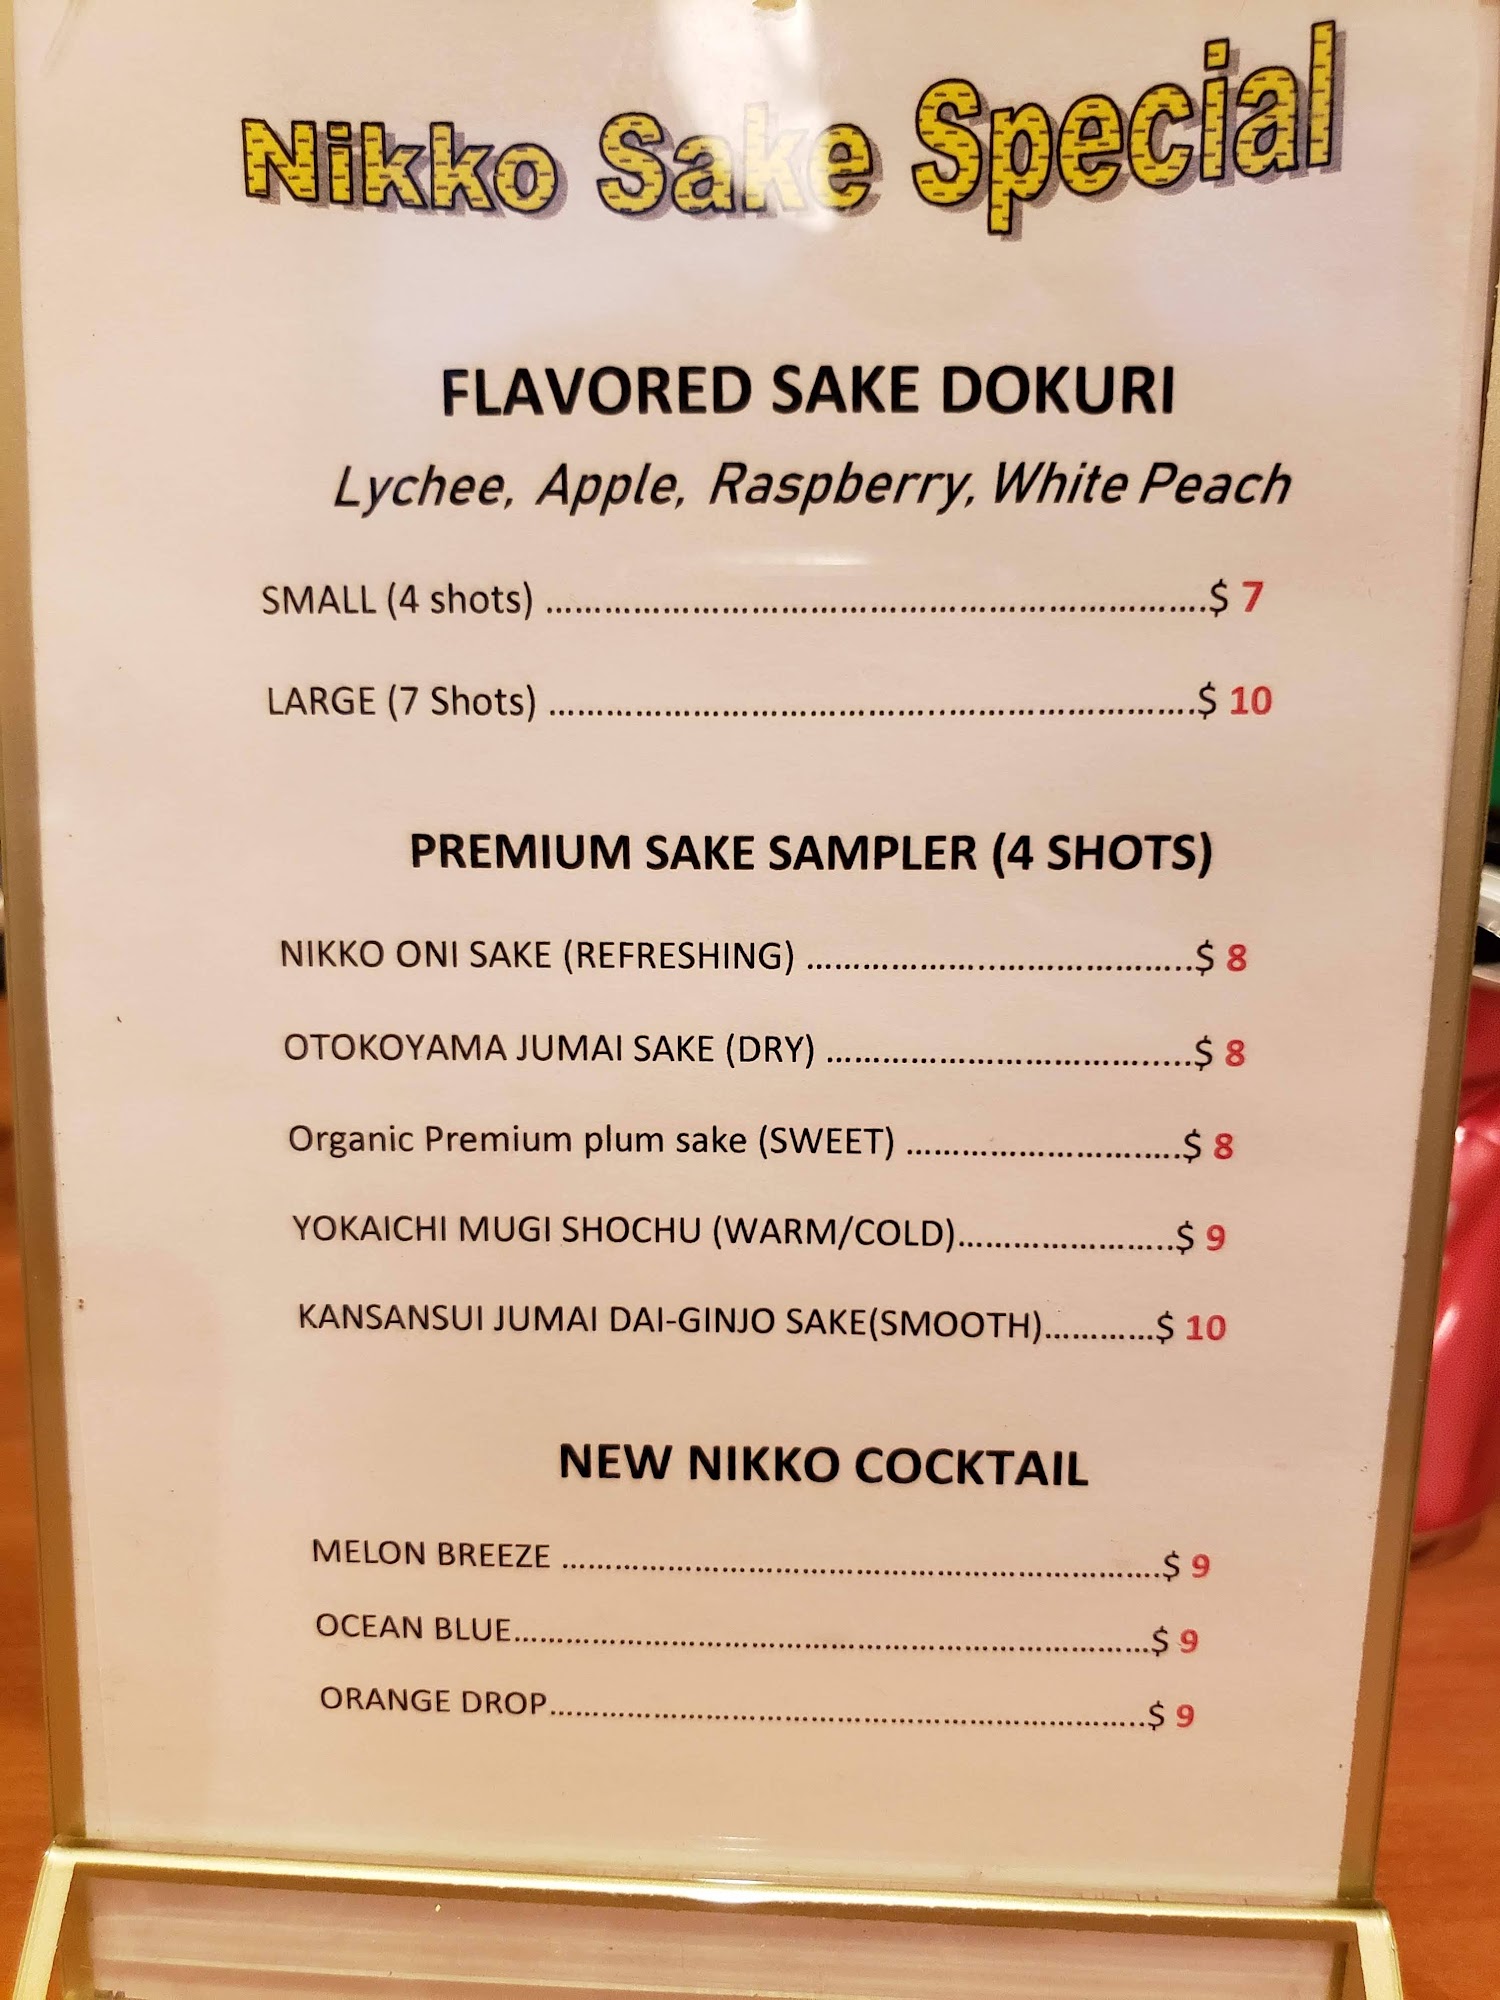 Nikko Sake Special
FLAVORED SAKE DOKURI
Lychee, Apple, Raspberry, White Peach
SMALL (4 shots) ........................................................................$ 7
LARGE (7 Shots) ......................................................................$ 10
PREMIUM SAKE SAMPLER (4 SHOTS)
NIKKO ONI SAKE (REFRESHING) ..........................................$ 8
OTOKOYAMA JUMAI SAKE (DRY) ........................................$ 8
Organic Premium plum sake (SWEET) ..............................$ 8
YOKAICHI MUGI SHOCHU (WARM/COLD).......................$ 9
KANSANSUI JUMAI DAI-GINJO SAKE(SMOOTH)............$ 10
NEW NIKKO COCKTAIL
MELON BREEZE ......................................................................$ 9
OCEAN BLUE..........................................................................$ 9
ORANGE DROP......................................................................$ 9